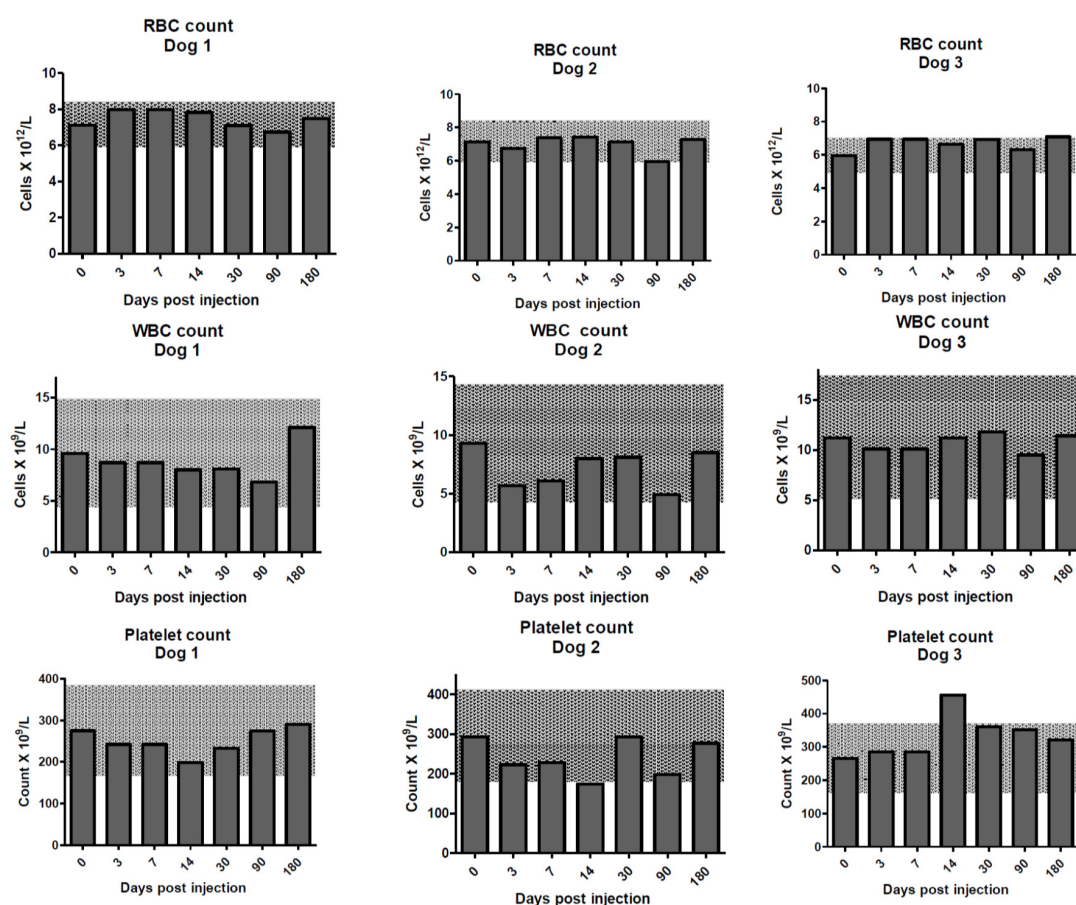 RBC count
Dog 1
Cells X 10¹²/L
10
8
6
4
2
0
0 3 7 14 30 90 180
Days post injection
RBC count
Dog 2
Cells X 10¹²/L
10
8
6
4
2
0
0 3 7 14 30 90 180
Days post injection
RBC count
Dog 3
Cells X 10¹²/L
10
8
6
4
2
0
0 3 7 14 30 90 180
Days post injection
WBC count
Dog 1
Cells X 10⁹/L
15
10
5
0
0 3 7 14 30 90 180
Days post injection
WBC count
Dog 2
Cells X 10⁹/L
15
10
5
0
0 3 7 14 30 90 180
Days post injection
WBC count
Dog 3
Cells X 10⁹/L
15
10
5
0
0 3 7 14 30 90 180
Days post injection
Platelet count
Dog 1
Count X 10⁹/L
400
300
200
100
0
0 3 7 14 30 90 180
Days post injection
Platelet count
Dog 2
Count X 10⁹/L
400
300
200
100
0
0 3 7 14 30 90 180
Days post injection
Platelet count
Dog 3
Count X 10⁹/L
500
400
300
200
100
0
0 3 7 14 30 90 180
Days post injection